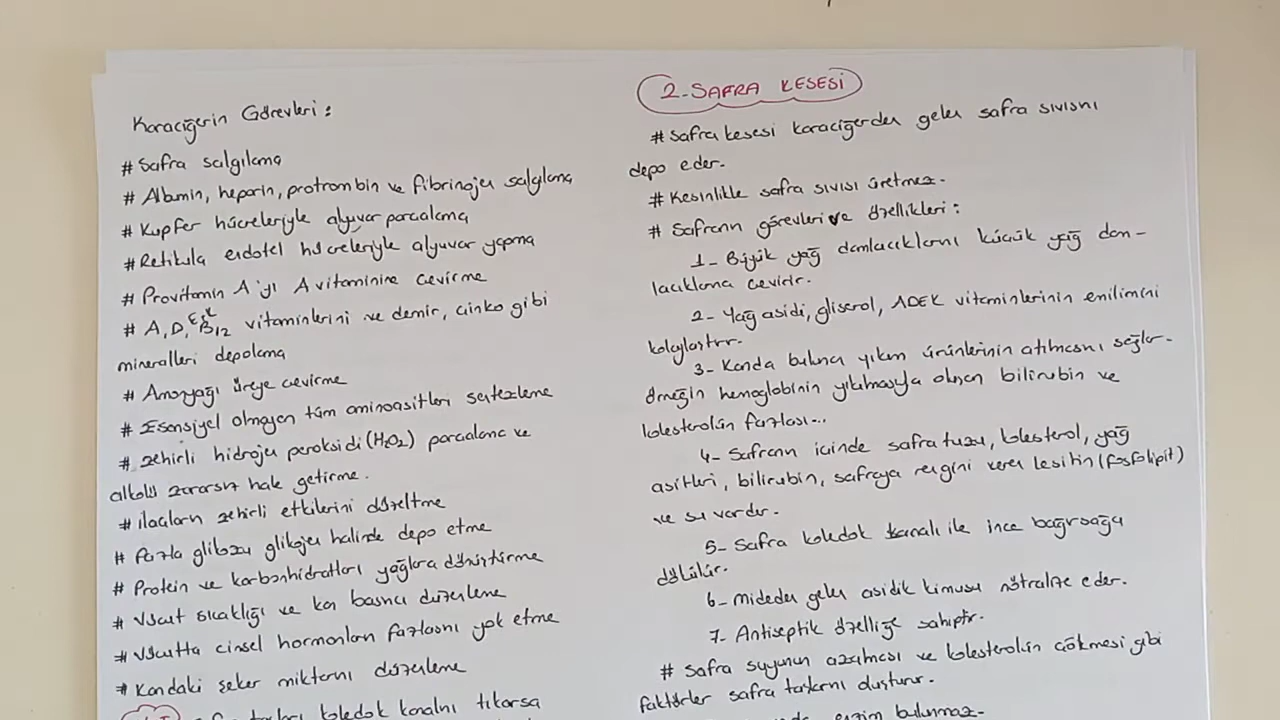 Karaciğerin Görevleri:
# Safra salgılama
# Albumin, heparin, protrombin ve fibrinojen salgılama
# Kupfer hücreleriyle alyuvar parçalama
# Retikula endotel hücreleriyle alyuvar yapma
# Provitamin A'yı A vitaminine çevirme
# A, D, E, K, B12 vitaminlerini ve demir, çinko gibi
mineralleri depolama
# Amonyağı üreye çevirme
# Esansiyel olmayan tüm aminoasitleri sentezleme
# zehirli hidrojen peroksidi (H2O2) parçalama ve
alkolü zararsız hale getirme.
# ilaçların zehirli etkilerini düzeltme
# Fazla glikozu glikojen halinde depo etme
# Protein ve karbonhidratları yağlara dönüştürme
# Vücut sıcaklığı ve kan basıncı düzenleme
# Vücutta cinsel hormonların fazlasını yok etme
# Kandaki şeker miktarını düzenleme
taşları koledok kanalını tıkarsa
2-SAFRA KESESİ
# Safra kesesi karaciğerden gelen safra sıvısını
depo eder.
# Kesinlikle safra sıvısı üretmez.
# Safranın görevleri ve özellikleri:
1- Büyük yağ damlacıklarını küçük yağ dam-
lacıklarına çevirir.
2- Yağ asidi, gliserol, ADEK vitaminlerinin emilimini
kolaylaştırır.
3- Kanda bulunan yıkım ürünlerinin atılmasını sağlar.
Örneğin hemoglobinin yıkılmasıyla oluşan bilirubin ve
kolesterolün fazlası...
4- Safranın içinde safra tuzu, kolesterol, yağ
asitleri, bilirubin, safraya rengini veren lesitin (fosfolipit)
ve su vardır.
5- Safra koledok kanalı ile ince bağırsağa
dökülür.
6- mideden gelen asidik kimusu nötralize eder.
7- Antiseptik özelliğe sahiptir.
# Safra suyunun azalması ve kolesterolün çökmesi gibi
faktörler safra taşlarını oluşturur.
enzim bulunmaz.